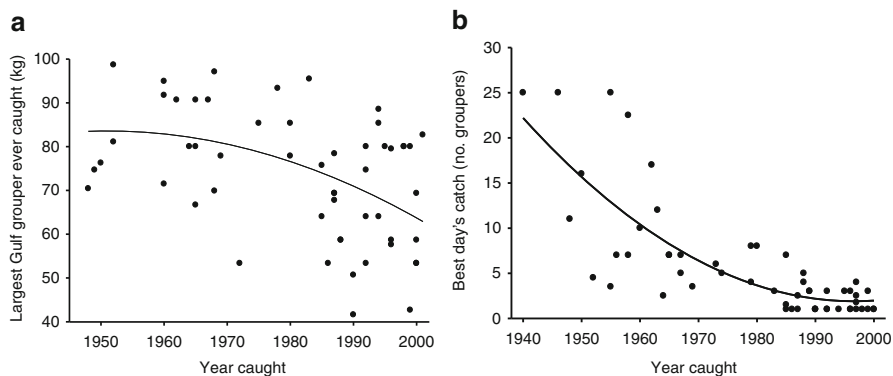 a
Largest Gulf grouper ever caught (kg)
100
90
80
70
60
50
40
1950 1960 1970 1980 1990 2000
Year caught
b
Best day's catch (no. groupers)
30
25
20
15
10
5
0
1940 1950 1960 1970 1980 1990 2000
Year caught